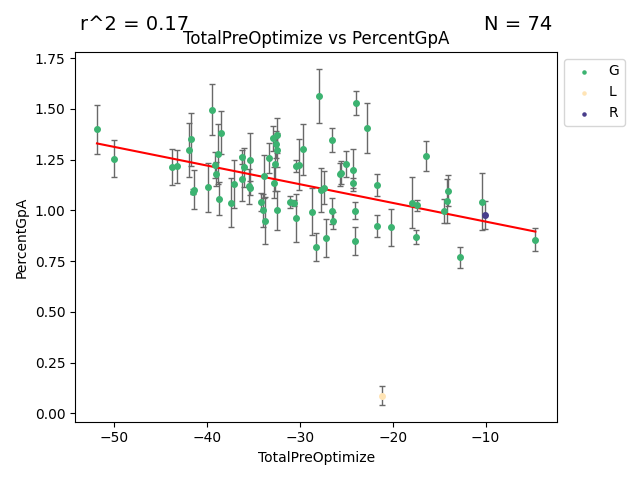 r^2 = 0.17
N = 74
TotalPreOptimize vs PercentGpA
1.75
1.50
1.25
1.00
0.75
0.50
0.25
0.00
PercentGpA
−50
−40
−30
−20
−10
TotalPreOptimize
G
L
R